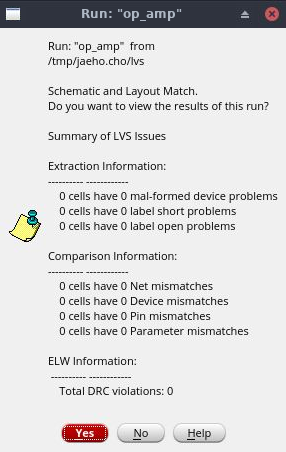 Run: "op_amp"
Run: "op_amp"  from
/tmp/jaeho.cho/lvs
Schematic and Layout Match.
Do you want to view the results of this run?
Summary of LVS Issues
Extraction Information:
---------- ------------
0 cells have 0 mal-formed device problems
0 cells have 0 label short problems
0 cells have 0 label open problems
Comparison Information:
---------- ------------
0 cells have 0 Net mismatches
0 cells have 0 Device mismatches
0 cells have 0 Pin mismatches
0 cells have 0 Parameter mismatches
ELW Information:
---------- ------------
Total DRC violations: 0
Yes No Help